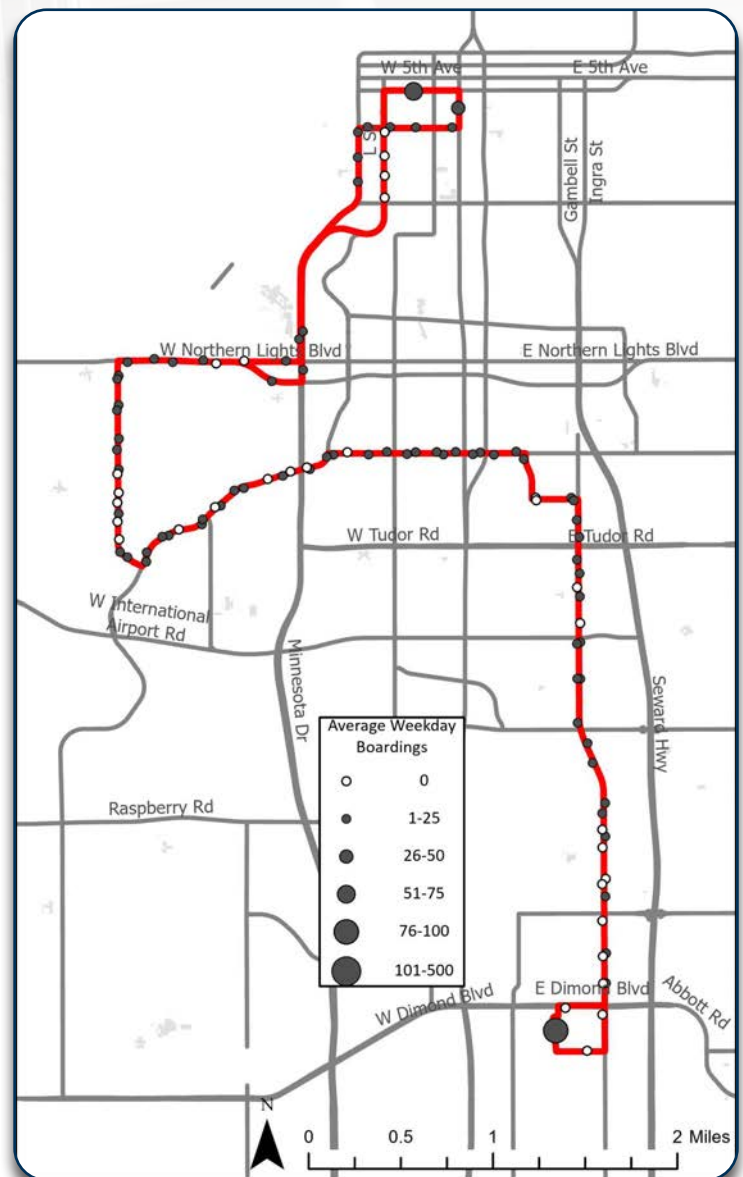 W 5th Ave
E 5th Ave
L S
Gambell St
Ingra St
W Northern Lights Blvd
E Northern Lights Blvd
W Tudor Rd
E Tudor Rd
W International
Airport Rd
Minnesota Dr
Seward Hwy
Average Weekday
Boardings
0
1-25
26-50
51-75
76-100
101-500
Raspberry Rd
W Dimond Blvd
E Dimond Blvd
Abbott Rd
N
0 0.5 1 2 Miles